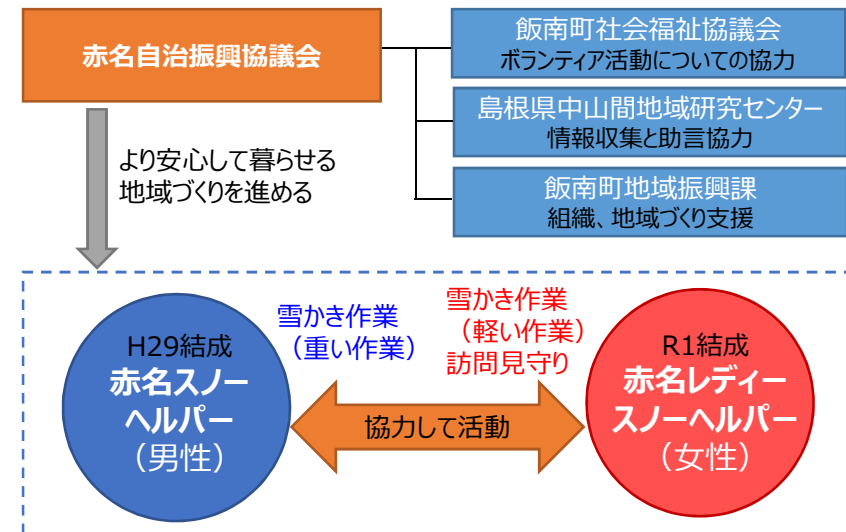 赤名自治振興協議会
飯南町社会福祉協議会
ボランティア活動についての協力
島根県中山間地域研究センター
情報収集と助言協力
飯南町地域振興課
組織、地域づくり支援
より安心して暮らせる
地域づくりを進める
H29結成
赤名スノー
ヘルパー
（男性）
雪かき作業
（重い作業）
雪かき作業
（軽い作業）
訪問見守り
協力して活動
R1結成
赤名レディー
スノーヘルパー
（女性）